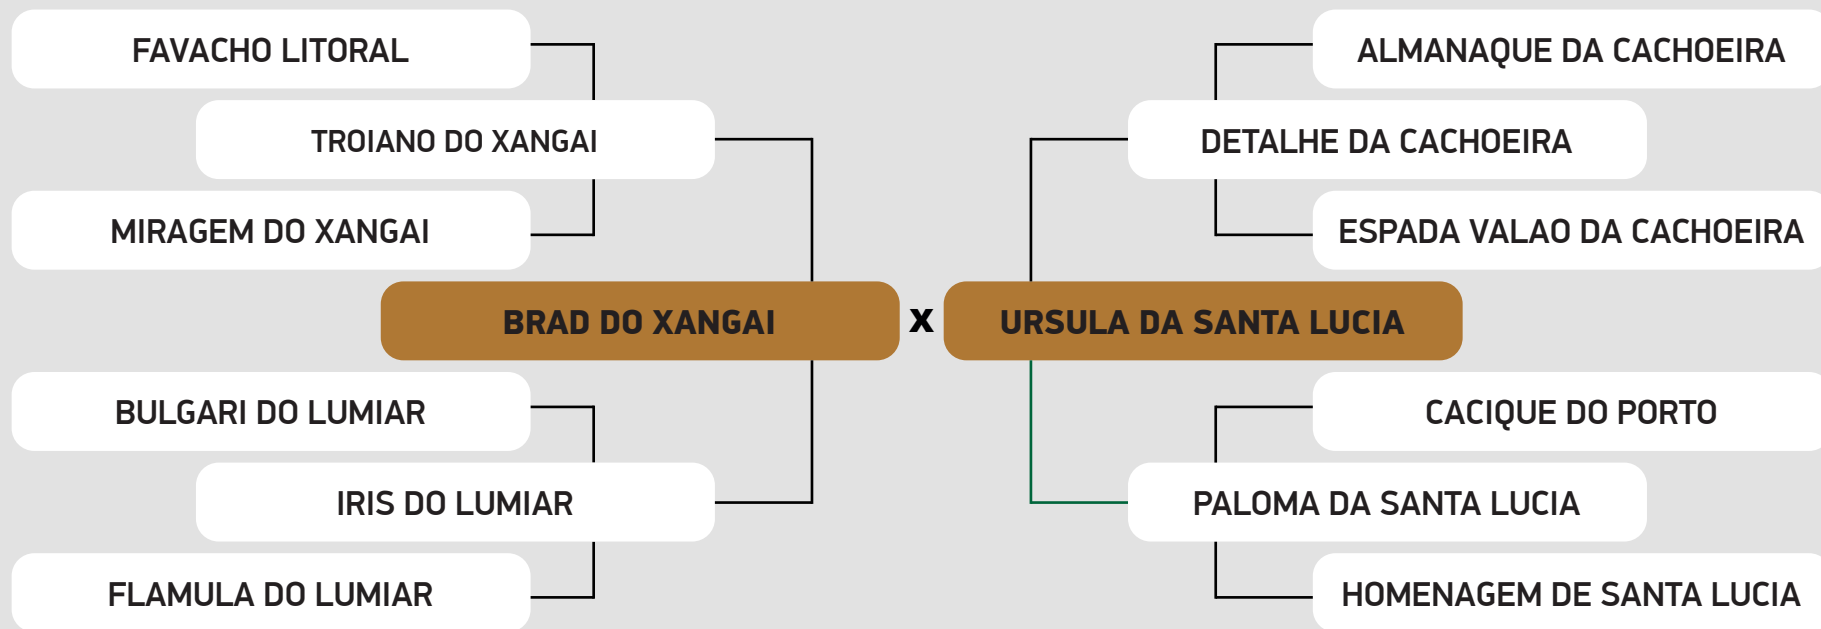 FAVACHO LITORAL
ALMANAQUE DA CACHOEIRA
TROIANO DO XANGAI
DETALHE DA CACHOEIRA
MIRAGEM DO XANGAI
ESPADA VALAO DA CACHOEIRA
BRAD DO XANGAI x URSULA DA SANTA LUCIA
BULGARI DO LUMIAR
CACIQUE DO PORTO
IRIS DO LUMIAR
PALOMA DA SANTA LUCIA
FLAMULA DO LUMIAR
HOMENAGEM DE SANTA LUCIA